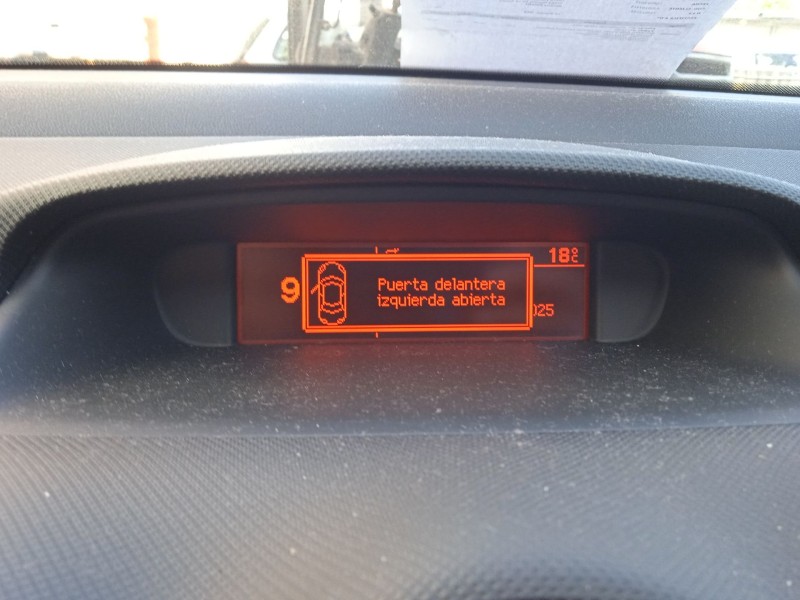 18°C
9
Puerta delantera
izquierda abierta
025